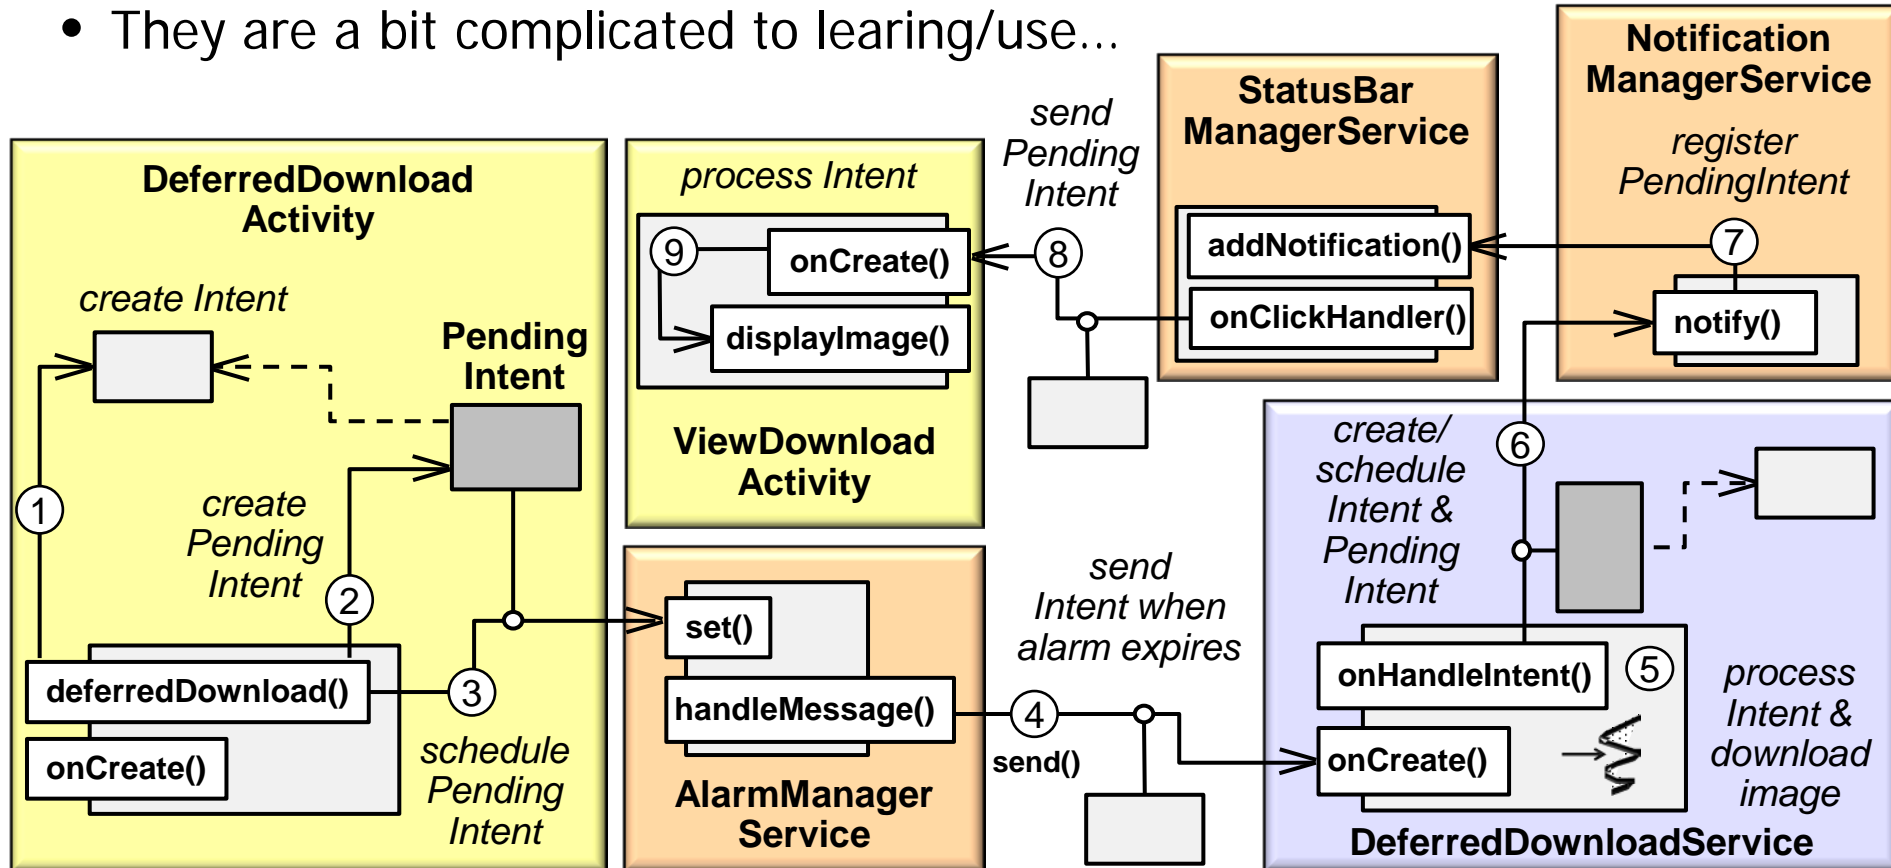 • They are a bit complicated to learing/use...
DeferredDownload
Activity
create Intent
Pending
Intent
1
create
Pending
Intent
2
deferredDownload()
3
onCreate()
schedule
Pending
Intent
process Intent
9
onCreate()
displayImage()
ViewDownload
Activity
send
Pending
Intent
8
StatusBar
ManagerService
addNotification()
onClickHandler()
Notification
ManagerService
register
PendingIntent
7
notify()
set()
handleMessage()
AlarmManager
Service
send
Intent when
alarm expires
4
send()
create/
schedule
Intent &
Pending
Intent
6
onHandleIntent()
5
onCreate()
process
Intent &
download
image
DeferredDownloadService